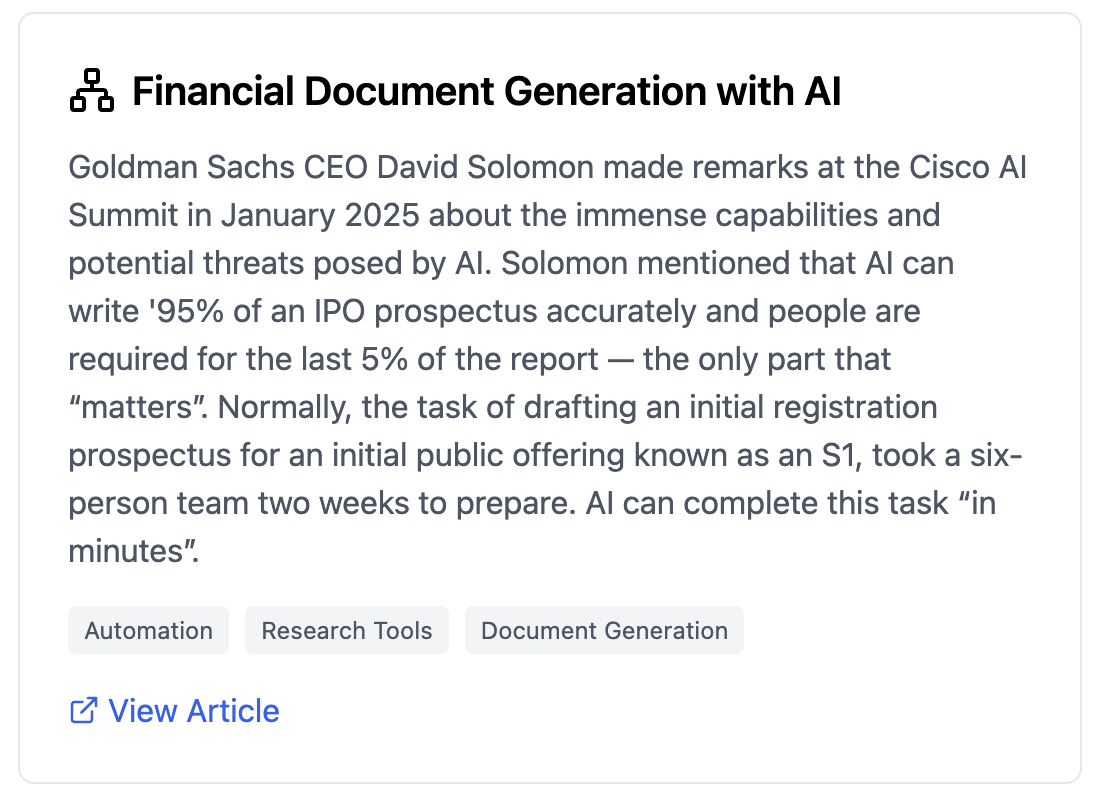 Financial Document Generation with AI
Goldman Sachs CEO David Solomon made remarks at the Cisco AI
Summit in January 2025 about the immense capabilities and
potential threats posed by AI. Solomon mentioned that AI can
write '95% of an IPO prospectus accurately and people are
required for the last 5% of the report — the only part that
“matters”. Normally, the task of drafting an initial registration
prospectus for an initial public offering known as an S1, took a six-
person team two weeks to prepare. AI can complete this task “in
minutes”.
Automation Research Tools Document Generation
View Article